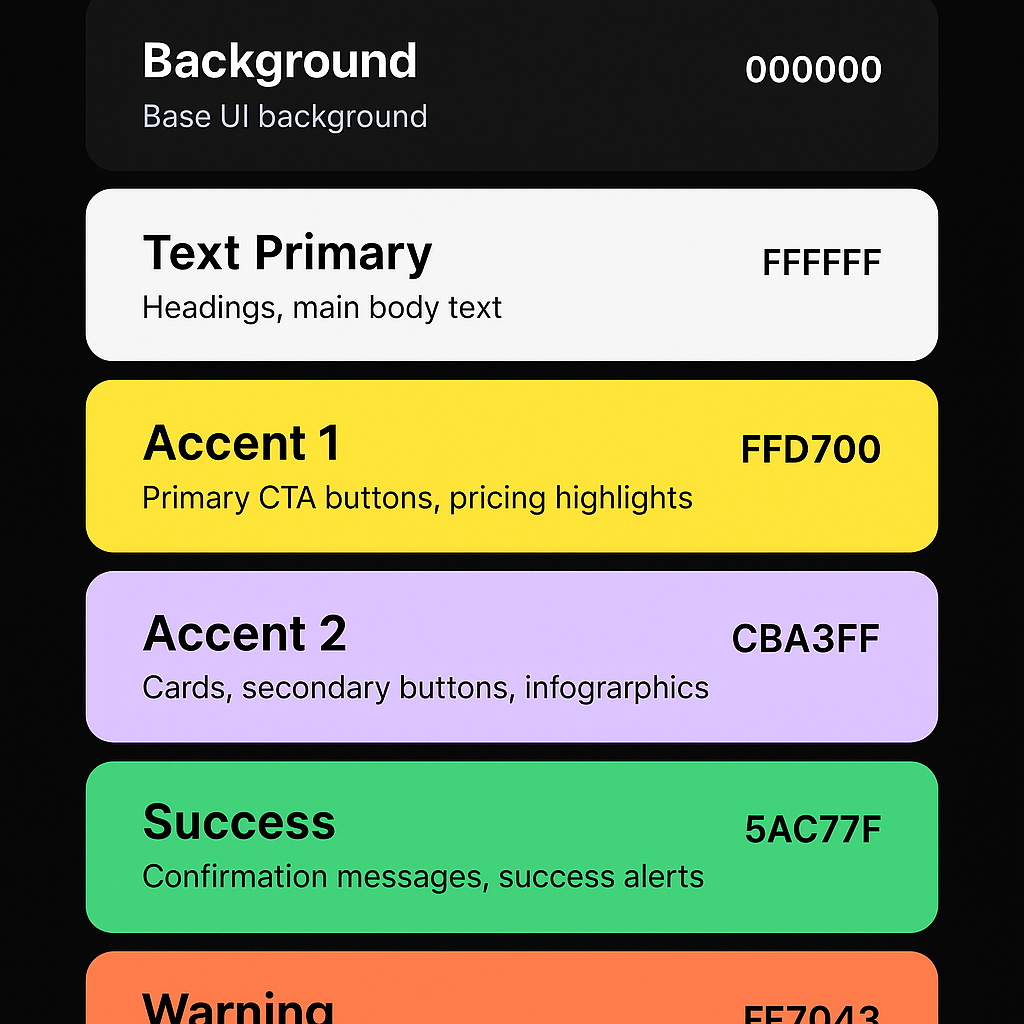 Background
000000
Base UI background
Text Primary
FFFFFF
Headings, main body text
Accent 1
FFD700
Primary CTA buttons, pricing highlights
Accent 2
CBA3FF
Cards, secondary buttons, infograrphics
Success
5AC77F
Confirmation messages, success alerts
Warning
FF7043